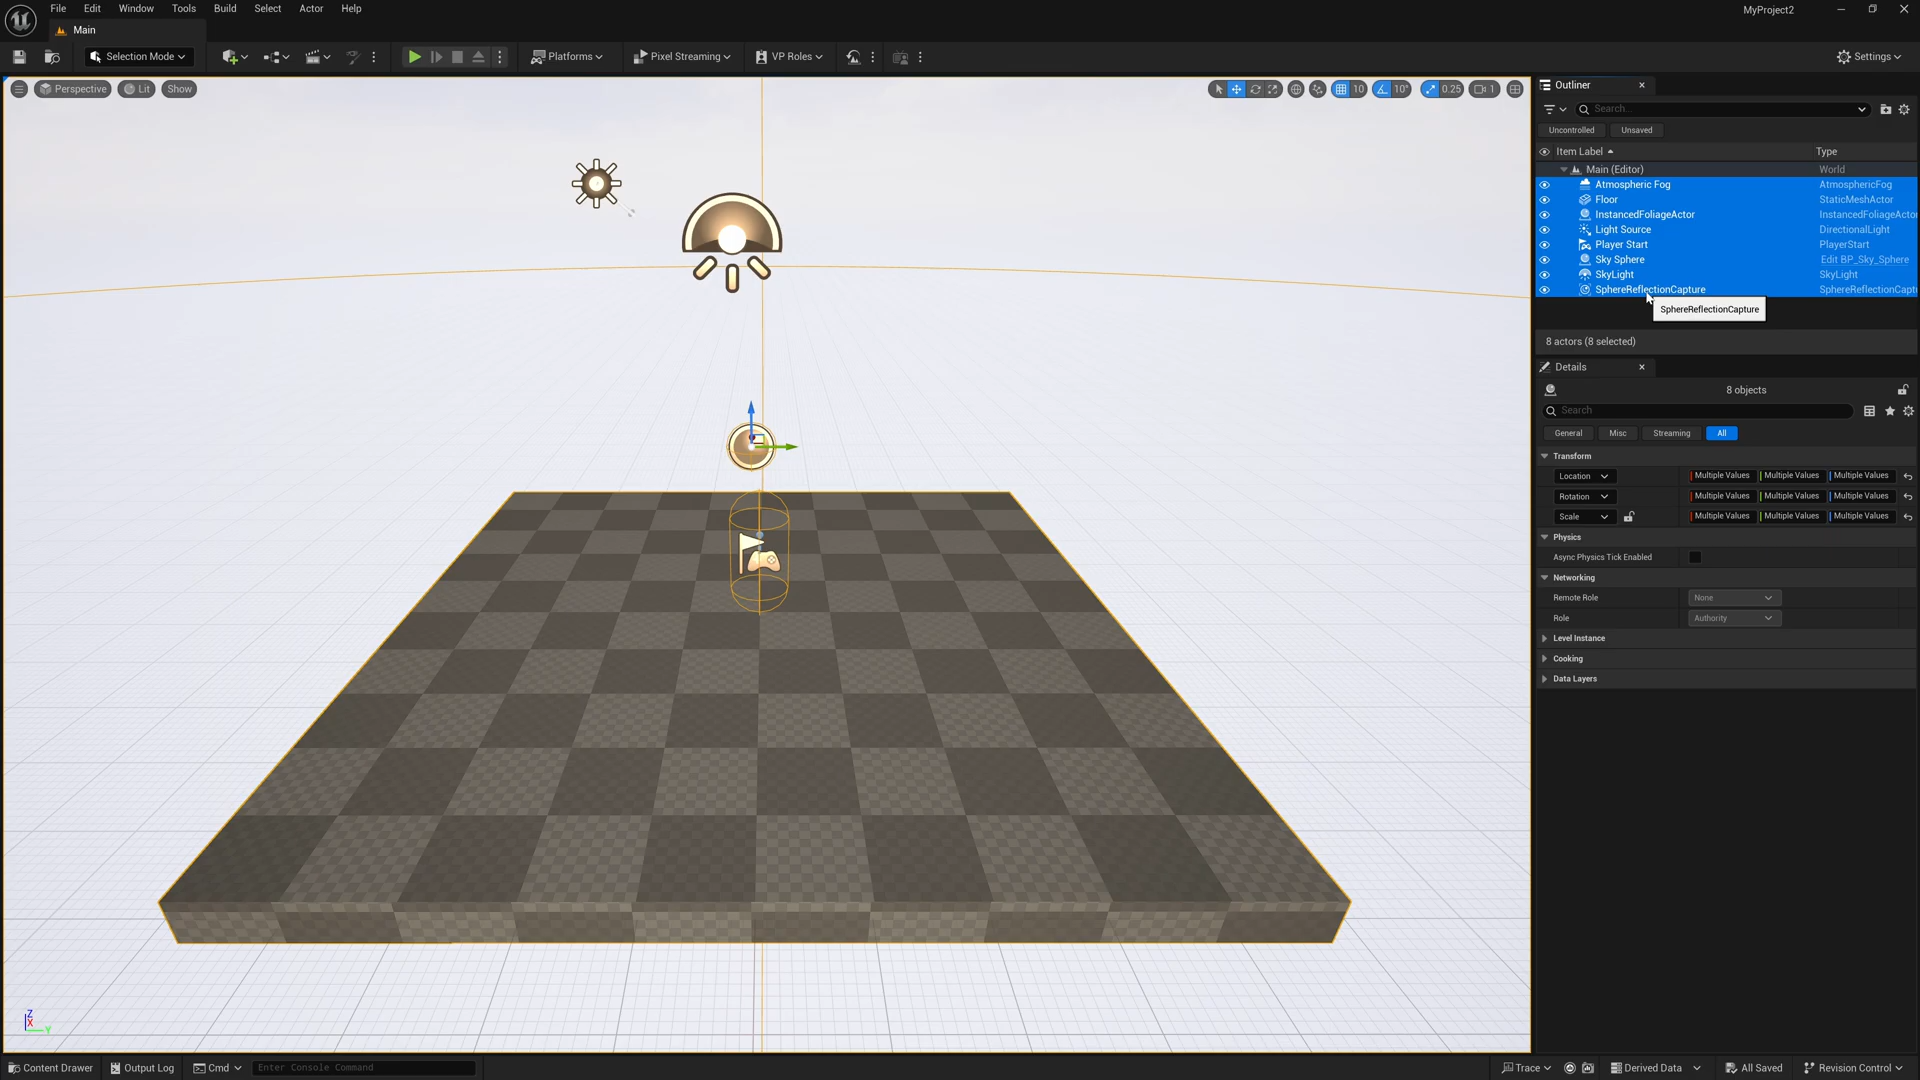 File Edit Window Tools Build Select Actor Help
MyProject2
Main
Selection Mode
Platforms
Pixel Streaming
VP Roles
Settings
Perspective
Lit
Show
10
10°
0.25
1
Outliner
Search...
Uncontrolled
Unsaved
Item Label
Type
Main (Editor) World
Atmospheric Fog AtmosphericFog
Floor StaticMeshActor
InstancedFoliageActor InstancedFoliageActor
Light Source DirectionalLight
Player Start PlayerStart
Sky Sphere Edit BP_Sky_Sphere
SkyLight SkyLight
SphereReflectionCapture SphereReflectionCaptu
SphereReflectionCapture
8 actors (8 selected)
Details
8 objects
Search
General Misc Streaming All
Transform
Location Multiple Values Multiple Values Multiple Values
Rotation Multiple Values Multiple Values Multiple Values
Scale Multiple Values Multiple Values Multiple Values
Physics
Async Physics Tick Enabled
Networking
Remote Role None
Role Authority
Level Instance
Cooking
Data Layers
Z
X
Y
Content Drawer
Output Log
Cmd
Enter Console Command
Trace
Derived Data
All Saved
Revision Control